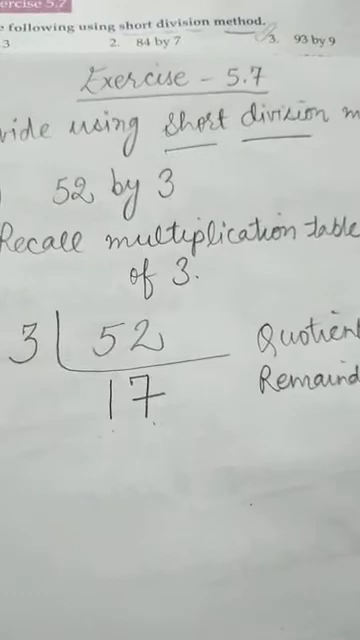 ercise 5.7
e following using short division method.
3 2. 84 by 7 3. 93 by 9
Exercise - 5.7
vide using short division m
52 by 3
Recall multiplication table
of 3.
3 52 Quotient
17 Remaind